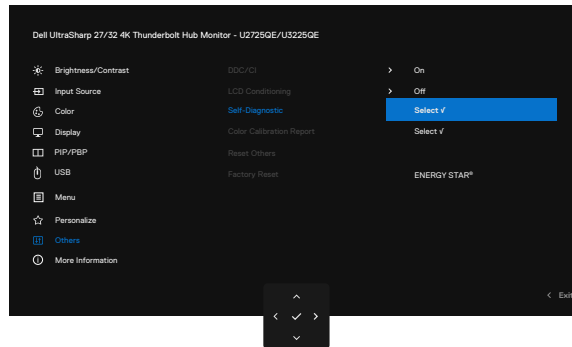 Dell UltraSharp 27/32 4K Thunderbolt Hub Monitor - U2725QE/U3225QE
Brightness/Contrast DDC/CI > On
Input Source LCD Conditioning > Off
Color Self-Diagnostic Select √
Display Color Calibration Report Select √
PIP/PBP Reset Others
USB Factory Reset ENERGY STAR®
Menu
Personalize
Others
More Information
< Exit